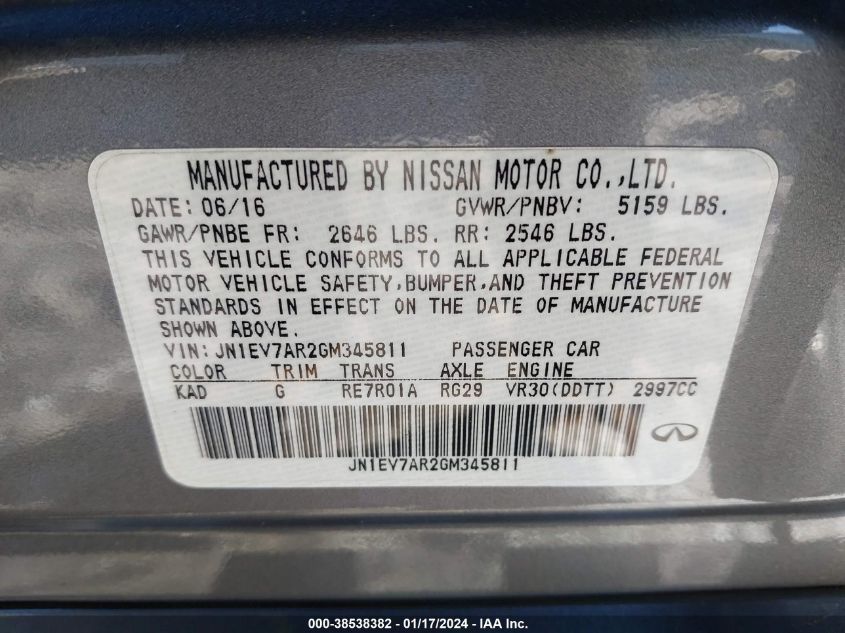 MANUFACTURED BY NISSAN MOTOR CO.,LTD.
DATE: 06/16 GVWR/PNBV: 5159 LBS.
GAWR/PNBE FR: 2646 LBS. RR: 2546 LBS.
THIS VEHICLE CONFORMS TO ALL APPLICABLE FEDERAL
MOTOR VEHICLE SAFETY,BUMPER,AND THEFT PREVENTION
STANDARDS IN EFFECT ON THE DATE OF MANUFACTURE
SHOWN ABOVE.
VIN: JN1EV7AR2GM345811 PASSENGER CAR
COLOR TRIM TRANS AXLE ENGINE
KAD G RE7R01A RG29 VR30(DDTT) 2997CC
JN1EV7AR2GM345811
000-38538382 - 01/17/2024 - IAA Inc.